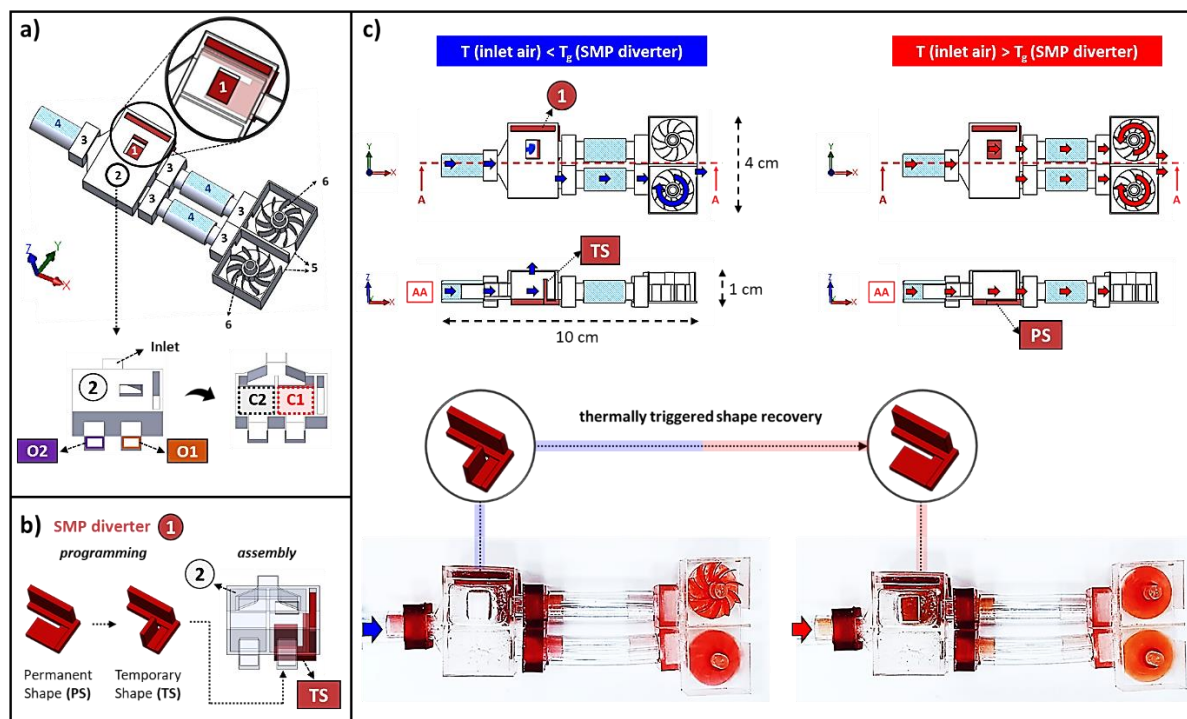 a)
1
4
3
1
2
3
4
3
4
3
3
6
5
6
Z
Y
X
Inlet
2
C2
C1
O2
O1
b)
SMP diverter 1
programming
assembly
2
Permanent
Shape (PS)
Temporary
Shape (TS)
TS
c)
T (inlet air) < Tg (SMP diverter)
T (inlet air) > Tg (SMP diverter)
1
Y
X
A
A
4 cm
Y
X
A
A
TS
Z
X
AA
1 cm
10 cm
Z
X
AA
PS
thermally triggered shape recovery